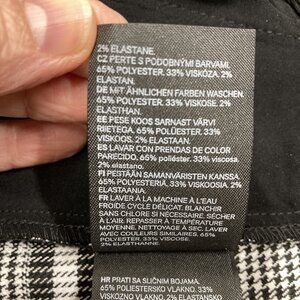 2% ELASTANE.
CZ PERTE S PODOBNÝMI BARVAMI.
65% POLYESTER. 33% VISKÓZA. 2%
ELASTAN.
DE MIT ÄHNLICHEN FARBEN WASCHEN.
65% POLYESTER. 33% VISKOSE. 2%
ELASTHAN.
EE PESE KOOS SARNAST VÄRVI
RIIETEGA. 65% POLÜESTER. 33%
VISKOOS. 2% ELASTAAN.
ES LAVAR CON PRENDAS DE COLOR
PARECIDO. 65% poliéster. 33% viscosa.
2% elastano.
FI PESTÄÄN SAMANVÄRISTEN KANSSA.
65% POLYESTERIÄ. 33% VISKOOSIA. 2%
ELASTAANIA
FR LAVER À LA MACHINE À L'EAU
FROIDE CYCLE DÉLICAT. BLANCHIR
SANS CHLORE SI NÉCESSAIRE. SÉCHER
À L'AIR. REPASSER À TEMPÉRATURE
MOYENNE. NETTOYAGE À SEC. LAVER
AVEC COULEURS SIMILAIRES. 65%
POLYESTER. 33% VISCOSE. 2%
ÉLASTHANNE.
HR PRATI SA SLIČNIM BOJAMA.
65% POLIESTERSKO VLAKNO. 33%
VISKOZNO VLAKNO. 2% ELASTANSKO